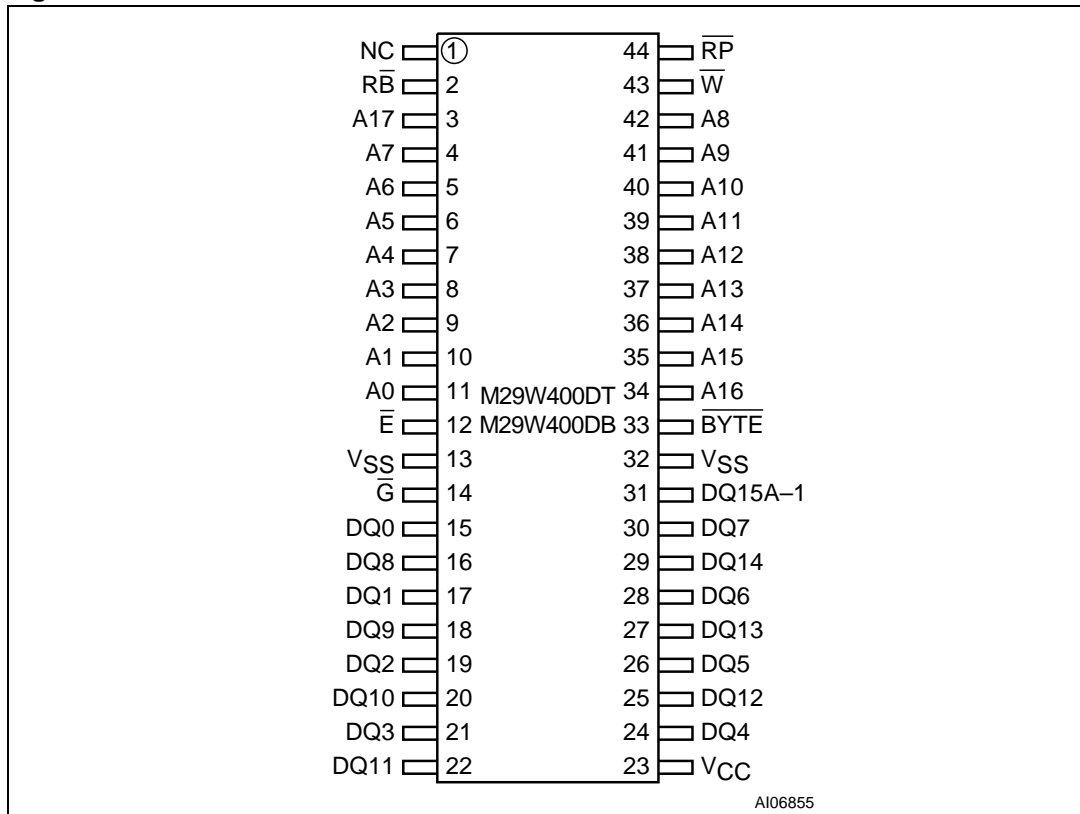 NC 1 44 R̅P̅
RB̅ 2 43 W̅
A17 3 42 A8
A7 4 41 A9
A6 5 40 A10
A5 6 39 A11
A4 7 38 A12
A3 8 37 A13
A2 9 36 A14
A1 10 35 A15
A0 11 M29W400DT 34 A16
E̅ 12 M29W400DB 33 B̅Y̅T̅E̅
VSS 13 32 VSS
G̅ 14 31 DQ15A–1
DQ0 15 30 DQ7
DQ8 16 29 DQ14
DQ1 17 28 DQ6
DQ9 18 27 DQ13
DQ2 19 26 DQ5
DQ10 20 25 DQ12
DQ3 21 24 DQ4
DQ11 22 23 VCC
AI06855